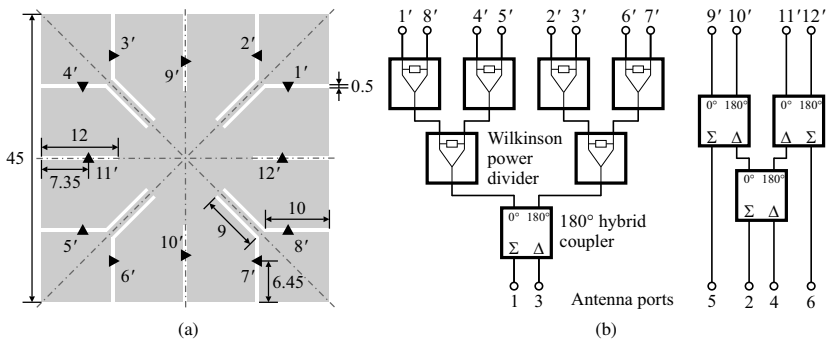 3′ 2′
9′
4′ 1′
0.5
12
45
7.35 11′ 12′
10
5′ 9 8′
10′
6′ 7′ 6.45
(a)
1′ 8′ 4′ 5′ 2′ 3′ 6′ 7′
Wilkinson
power
divider
0° 180°
180° hybrid
coupler
Σ Δ
1 3
Antenna ports
(b)
9′ 10′ 11′ 12′
0° 180° 0° 180°
Σ Δ Δ Σ
0° 180°
Σ Δ
5 2 4 6